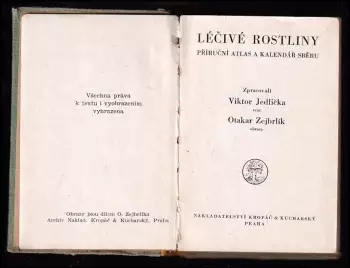 Všechna práva
k textu i vyobrazením
vyhrazena
Obrazy jsou dílem O. Zejbrlíka
Archiv Naklad. Kropáč & Kucharský, Praha
LÉČIVÉ ROSTLINY
PŘÍRUČNÍ ATLAS A KALENDÁŘ SBĚRU
Zpracovali
Viktor Jedlička
text
Otakar Zejbrlík
obrazy
NAKLADATELSTVÍ KROPÁČ & KUCHARSKÝ
PRAHA